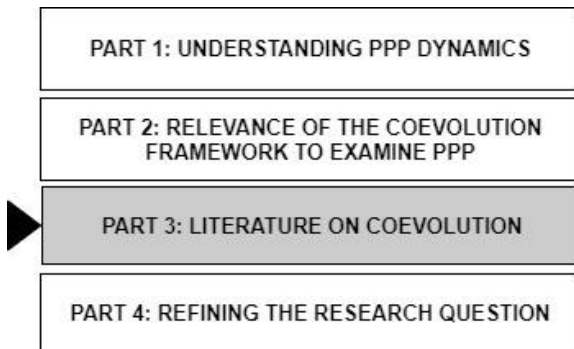 PART 1: UNDERSTANDING PPP DYNAMICS
PART 2: RELEVANCE OF THE COEVOLUTION
FRAMEWORK TO EXAMINE PPP
PART 3: LITERATURE ON COEVOLUTION
PART 4: REFINING THE RESEARCH QUESTION